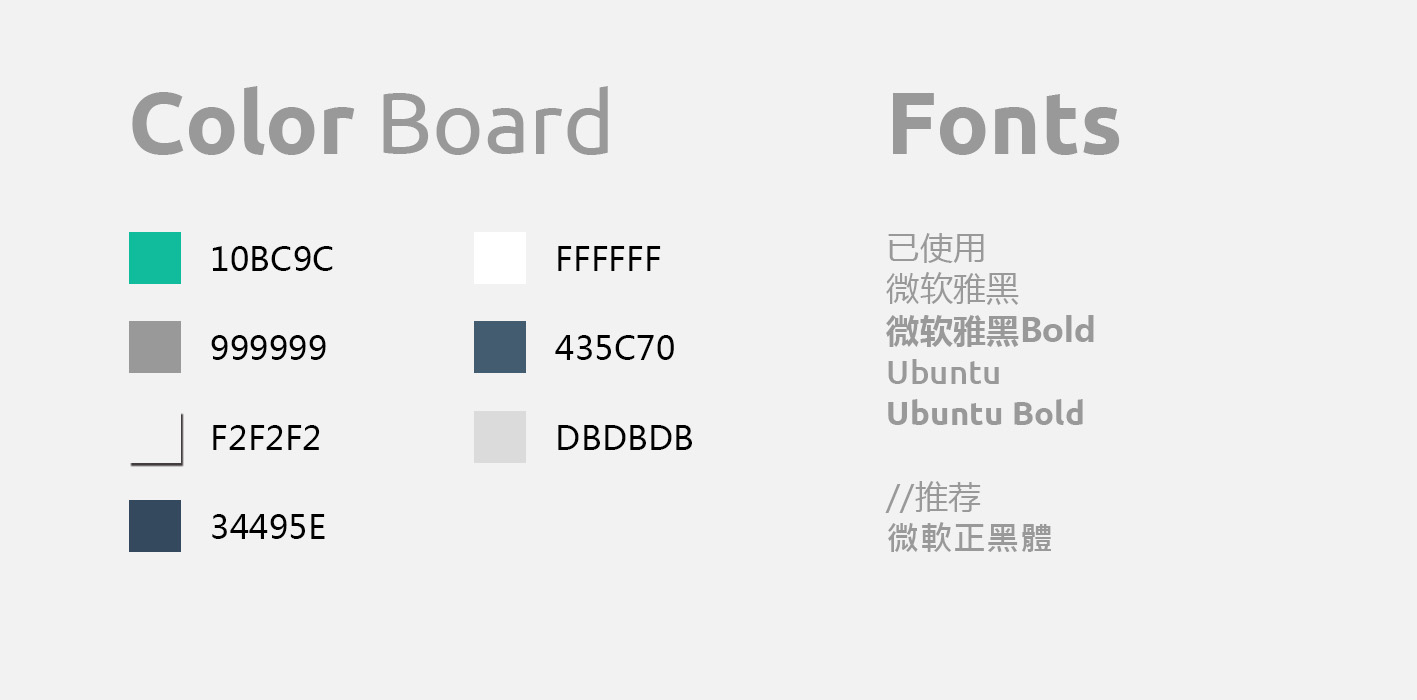 Color Board
10BC9C
FFFFFF
999999
435C70
F2F2F2
DBDBDB
34495E
Fonts
已使用
微软雅黑
微软雅黑Bold
Ubuntu
Ubuntu Bold
//推荐
微軟正黑體